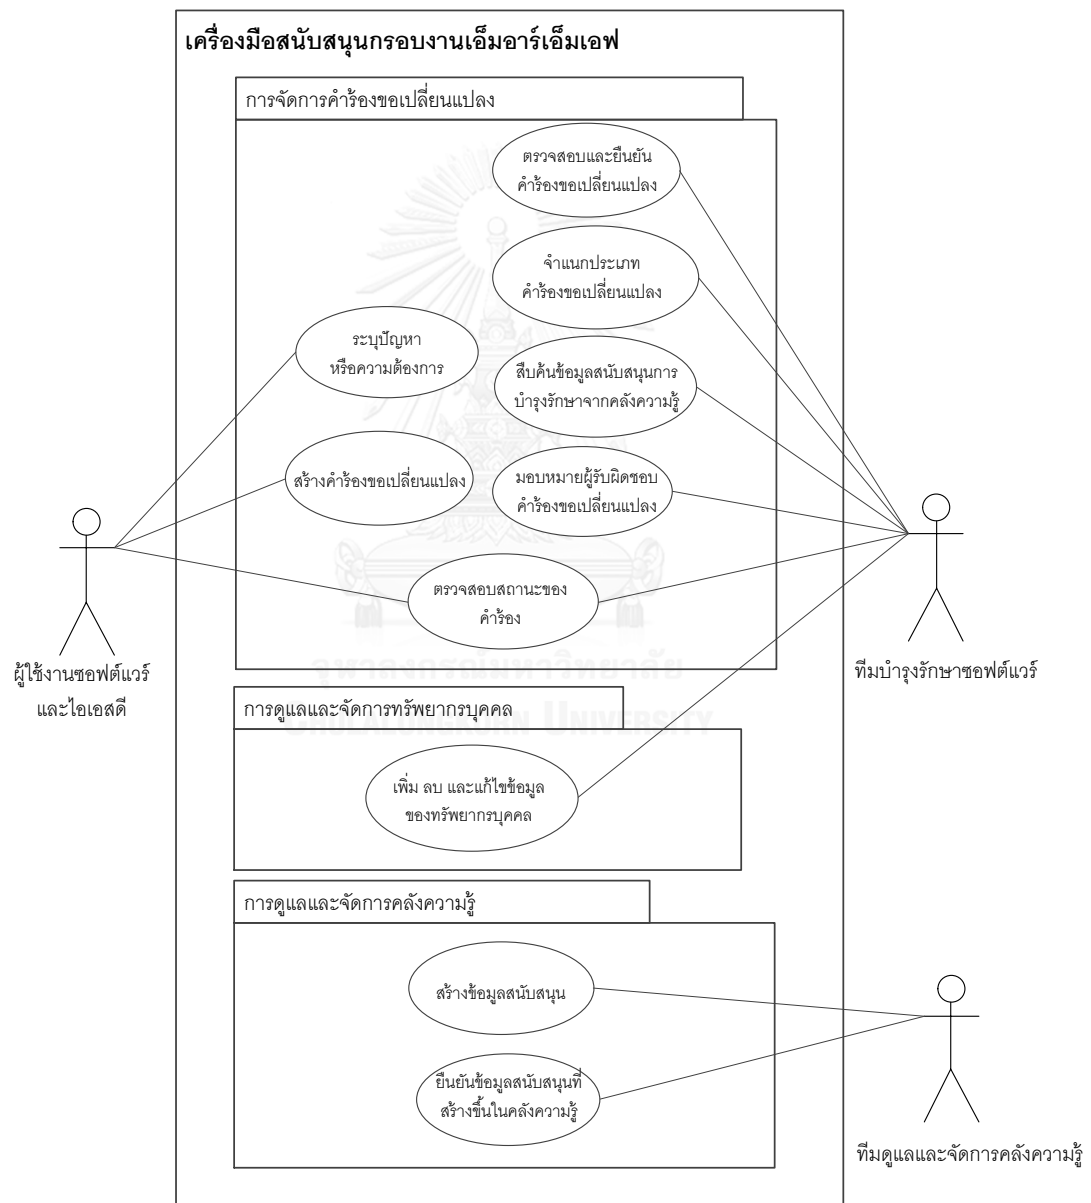 เครื่องมือสนับสนุนกรอบงานเอ็มอาร์เอ็มเอฟ
การจัดการคำร้องขอเปลี่ยนแปลง
ตรวจสอบและยืนยัน
คำร้องขอเปลี่ยนแปลง
จำแนกประเภท
คำร้องขอเปลี่ยนแปลง
ระบุปัญหา
หรือความต้องการ
สืบค้นข้อมูลสนับสนุนการ
บำรุงรักษาจากคลังความรู้
สร้างคำร้องขอเปลี่ยนแปลง
มอบหมายผู้รับผิดชอบ
คำร้องขอเปลี่ยนแปลง
ตรวจสอบสถานะของ
คำร้อง
ผู้ใช้งานซอฟต์แวร์
และไอเอสดี
ทีมบำรุงรักษาซอฟต์แวร์
จุฬาลงกรณ์มหาวิทยาลัย
CHULALONGKORN UNIVERSITY
การดูแลและจัดการทรัพยากรบุคคล
เพิ่ม ลบ และแก้ไขข้อมูล
ของทรัพยากรบุคคล
การดูแลและจัดการคลังความรู้
สร้างข้อมูลสนับสนุน
ยืนยันข้อมูลสนับสนุนที่
สร้างขึ้นในคลังความรู้
ทีมดูแลและจัดการคลังความรู้